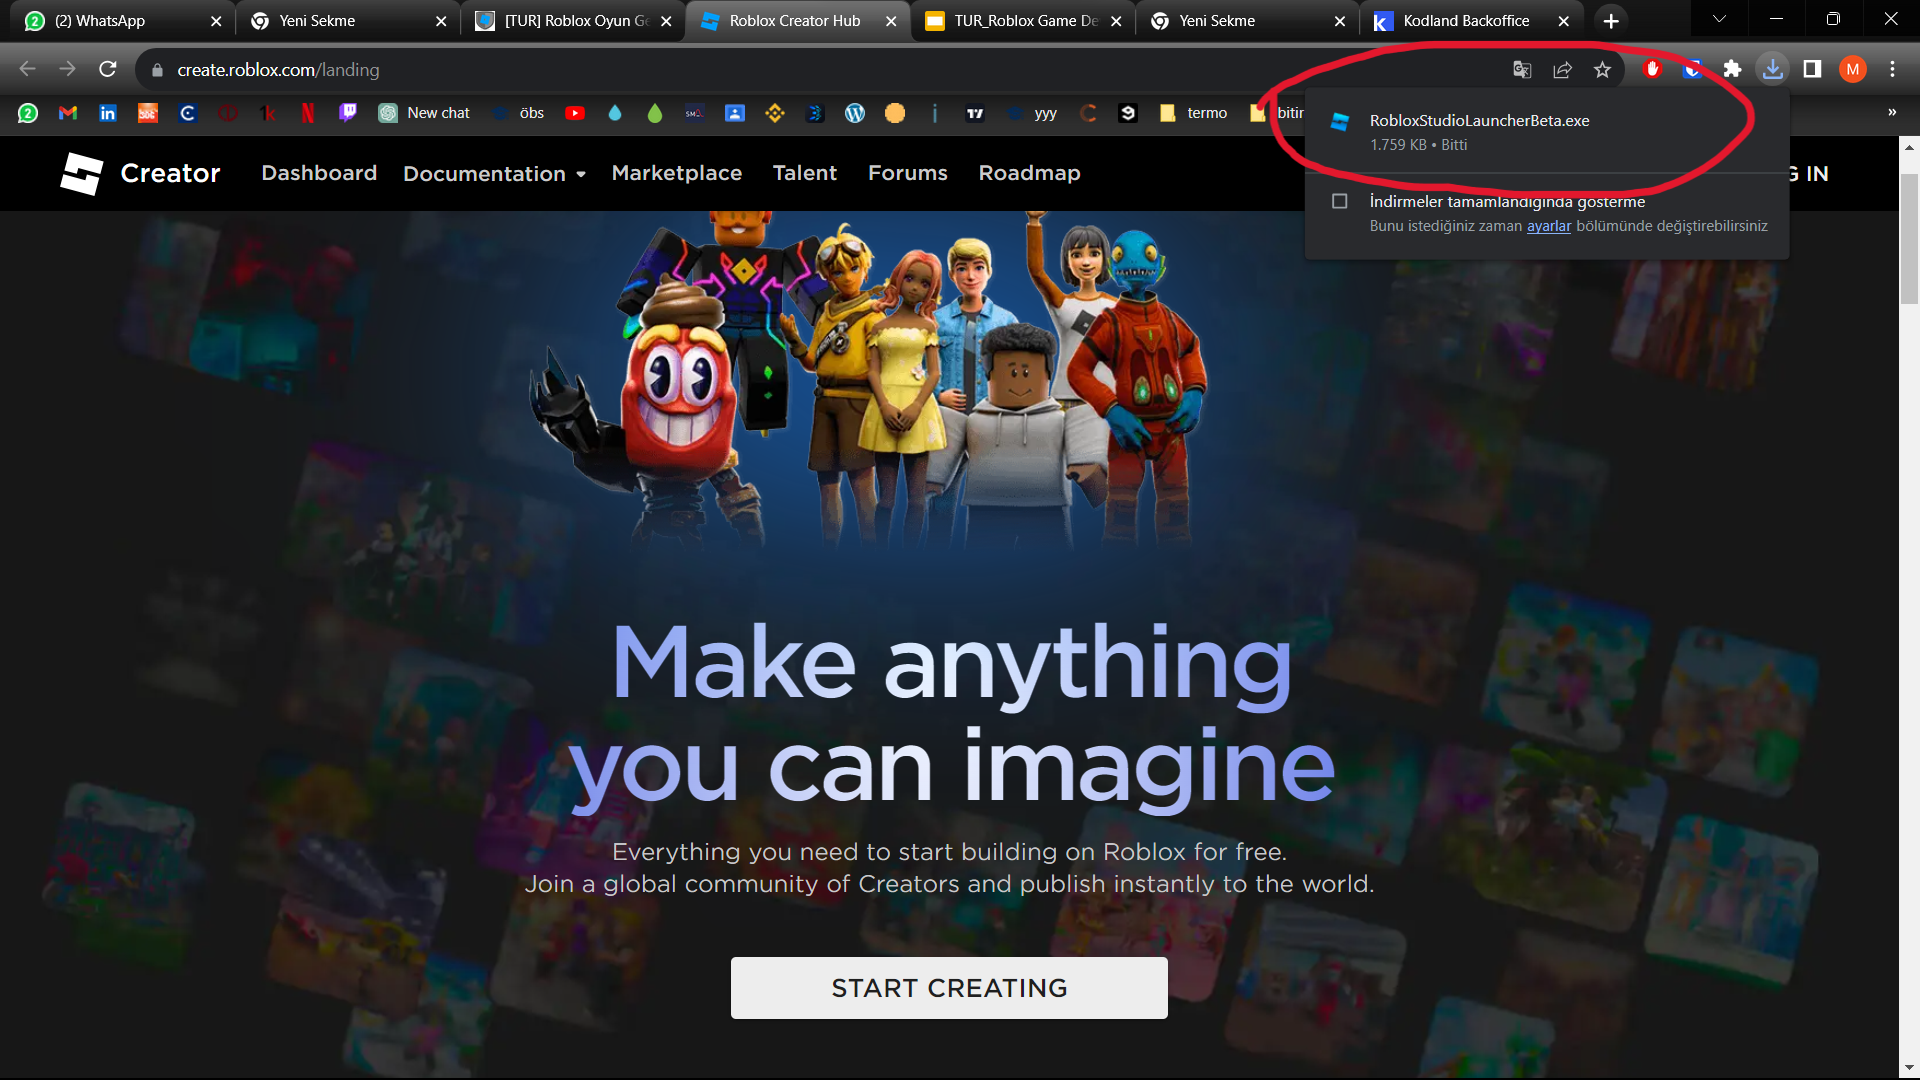 (2) WhatsApp
Yeni Sekme
[TUR] Roblox Oyun Ge
Roblox Creator Hub
TUR_Roblox Game De
Yeni Sekme
Kodland Backoffice
create.roblox.com/landing
M
New chat
öbs
yyy
termo
bitir
»
RobloxStudioLauncherBeta.exe
1.759 KB • Bitti
İndirmeler tamamlandığında gösterme
Bunu istediğiniz zaman ayarlar bölümünde değiştirebilirsiniz
Creator
Dashboard
Documentation
Marketplace
Talent
Forums
Roadmap
G IN
Make anything
you can imagine
Everything you need to start building on Roblox for free.
Join a global community of Creators and publish instantly to the world.
START CREATING